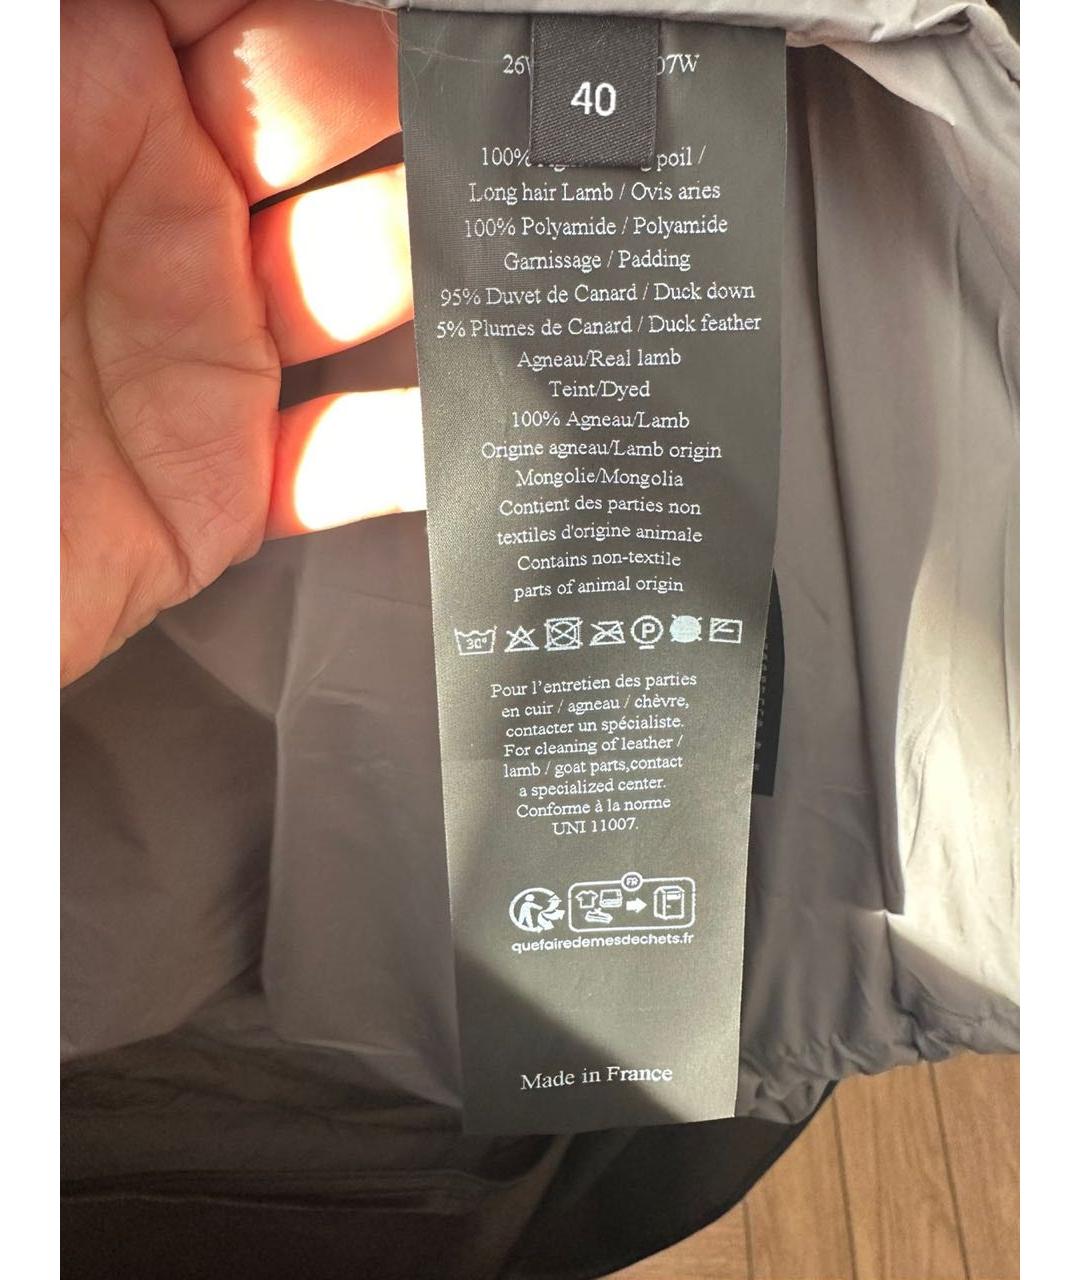 40
100% poil /
Long hair Lamb / Ovis aries
100% Polyamide / Polyamide
Garnissage / Padding
95% Duvet de Canard / Duck down
5% Plumes de Canard / Duck feather
Agneau/Real lamb
Teint/Dyed
100% Agneau/Lamb
Origine agneau/Lamb origin
Mongolie/Mongolia
Contient des parties non
textiles d'origine animale
Contains non-textile
parts of animal origin
30° P
Pour l'entretien des parties
en cuir / agneau / chèvre,
contacter un spécialiste.
For cleaning of leather /
lamb / goat parts,contact
a specialized center.
Conforme à la norme
UNI 11007.
FR
quefairedemesdechets.fr
Made in France